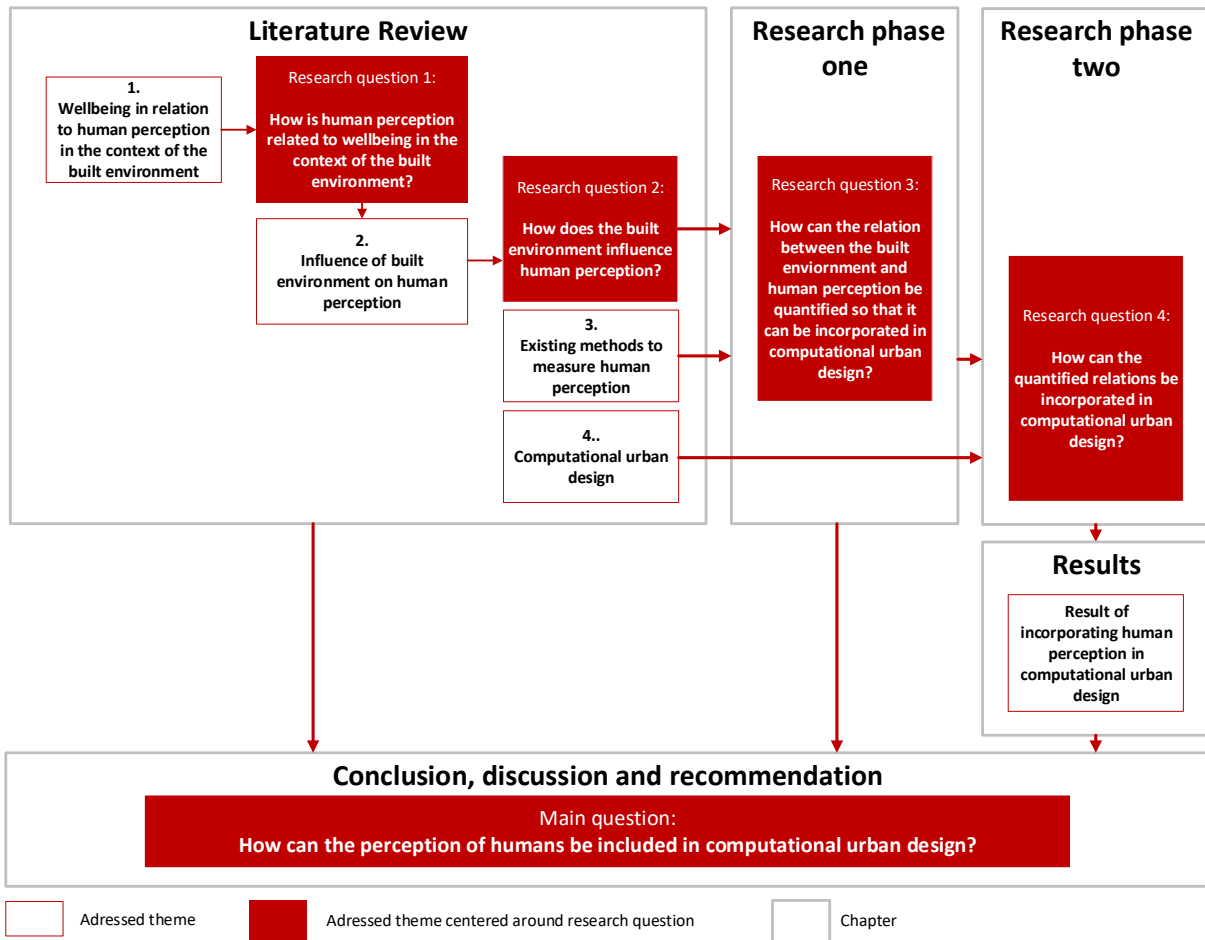 Literature Review
1.
Wellbeing in relation
to human perception
in the context of the
built environment
Research question 1:
How is human perception
related to wellbeing in the
context of the built
environment?
2.
Influence of built
environment on human
perception
Research question 2:
How does the built
environment influence
human perception?
3.
Existing methods to
measure human
perception
4..
Computational urban
design
Research phase
one
Research question 3:
How can the relation
between the built
enviornment and
human perception be
quantified so that it
can be incorporated in
computational urban
design?
Research phase
two
Research question 4:
How can the
quantified relations be
incorporated in
computational urban
design?
Results
Result of
incorporating human
perception in
computational urban
design
Conclusion, discussion and recommendation
Main question:
How can the perception of humans be included in computational urban design?
Adressed theme
Adressed theme centered around research question
Chapter